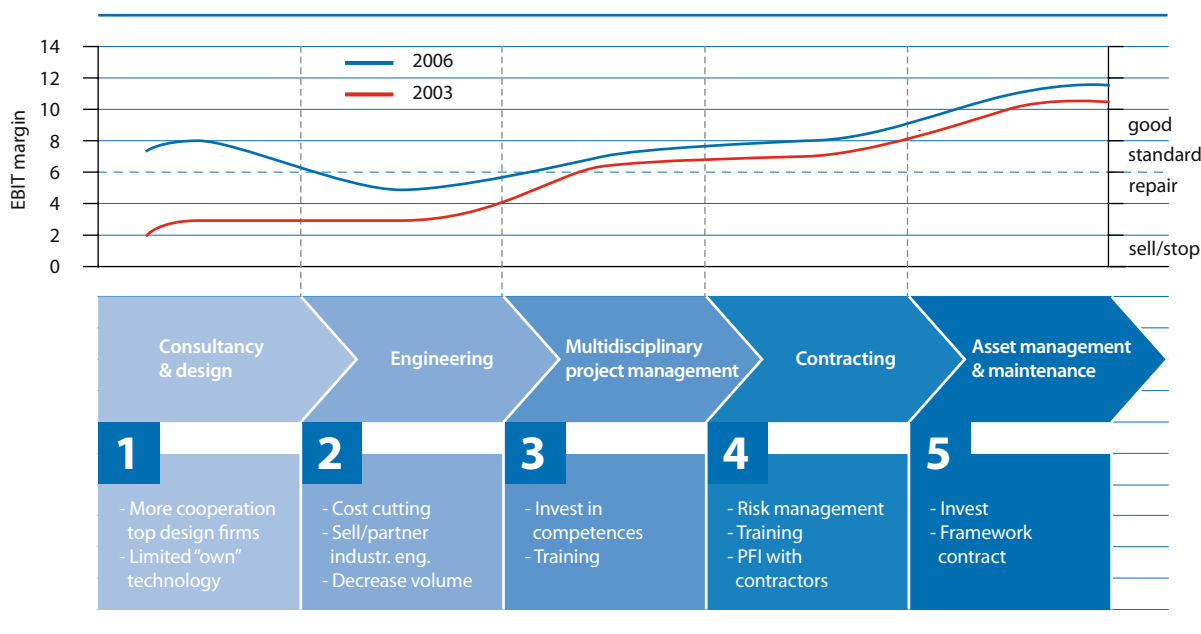 14
12
10
8
6
4
2
0
EBIT margin
2006
2003
good
standard
repair
sell/stop
Consultancy
& design
Engineering
Multidisciplinary
project management
Contracting
Asset management
& maintenance
1
- More cooperation
top design firms
- Limited “own”
technology
2
- Cost cutting
- Sell/partner
industr. eng.
- Decrease volume
3
- Invest in
competences
- Training
4
- Risk management
- Training
- PFI with
contractors
5
- Invest
- Framework
contract